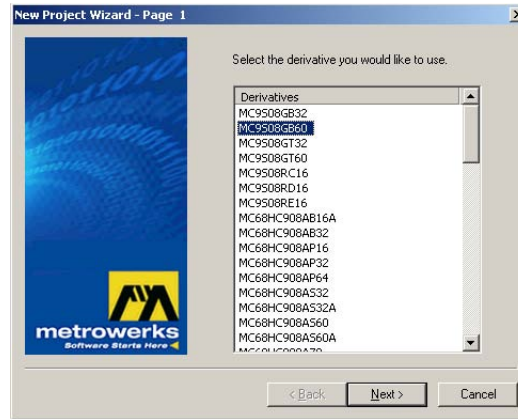 New Project Wizard - Page 1
Select the derivative you would like to use.
Derivatives
MC9S08GB32
MC9S08GB60
MC9S08GT32
MC9S08GT60
MC9S08RC16
MC9S08RD16
MC9S08RE16
MC68HC908AB16A
MC68HC908AB32
MC68HC908AP16
MC68HC908AP32
MC68HC908AP64
MC68HC908AS32
MC68HC908AS32A
MC68HC908AS60
MC68HC908AS60A
metrowerks
Software Starts Here
< Back
Next >
Cancel